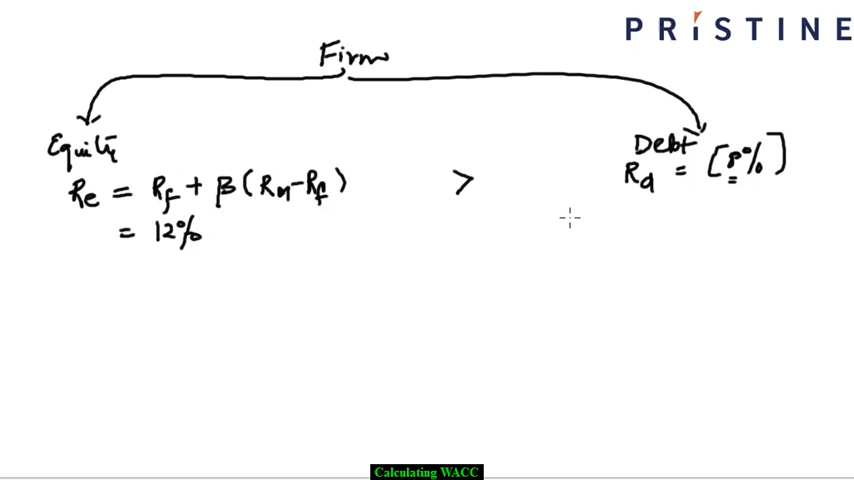 PRISTINE
Firm
Equity
Debt
Re = Rf + β(Rm-Rf)
>
Rd = [8%]
= 12%
Calculating WACC